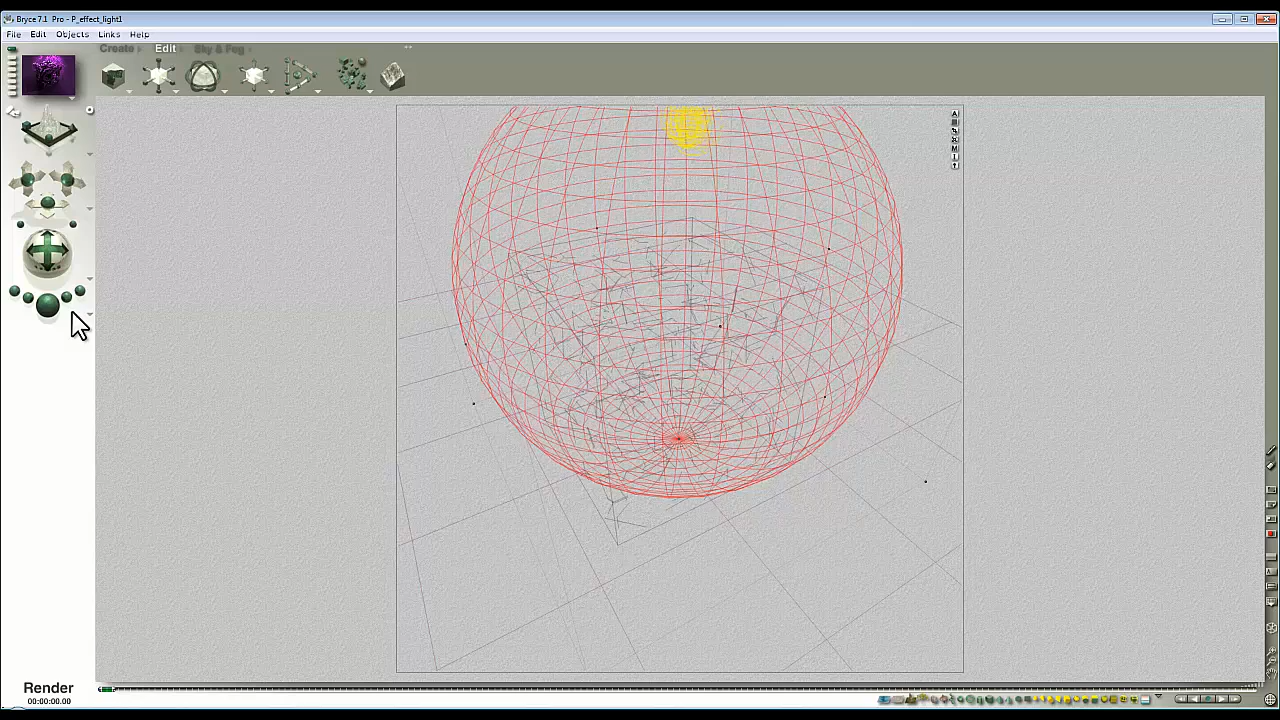 Bryce 7.1 Pro - P_effect_light1
File Edit Objects Links Help
Create Edit Sky & Fog
A
M
Render
00:00:00.00